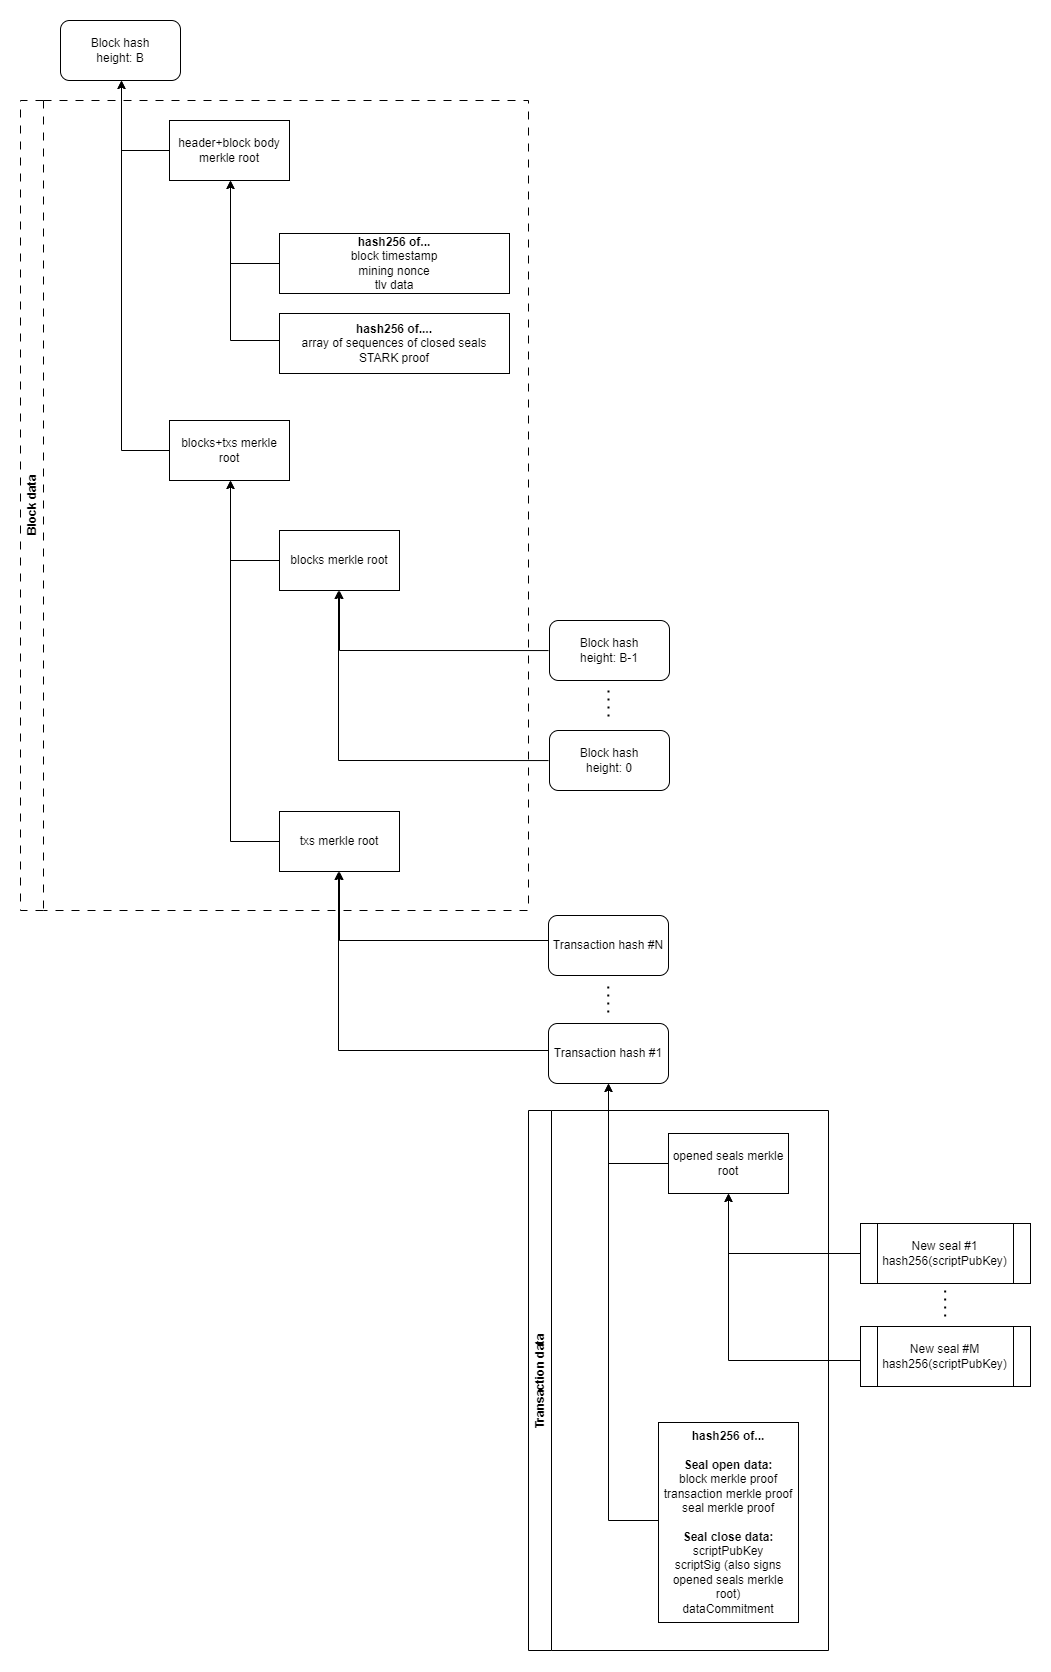 Block hash
height: B
header+block body
merkle root
hash256 of...
block timestamp
mining nonce
tlv data
hash256 of....
array of sequences of closed seals
STARK proof
blocks+txs merkle
root
Block data
blocks merkle root
Block hash
height: B-1
Block hash
height: 0
txs merkle root
Transaction hash #N
Transaction hash #1
opened seals merkle
root
New seal #1
hash256(scriptPubKey)
New seal #M
hash256(scriptPubKey)
Transaction data
hash256 of...
Seal open data:
block merkle proof
transaction merkle proof
seal merkle proof
Seal close data:
scriptPubKey
scriptSig (also signs
opened seals merkle
root)
dataCommitment